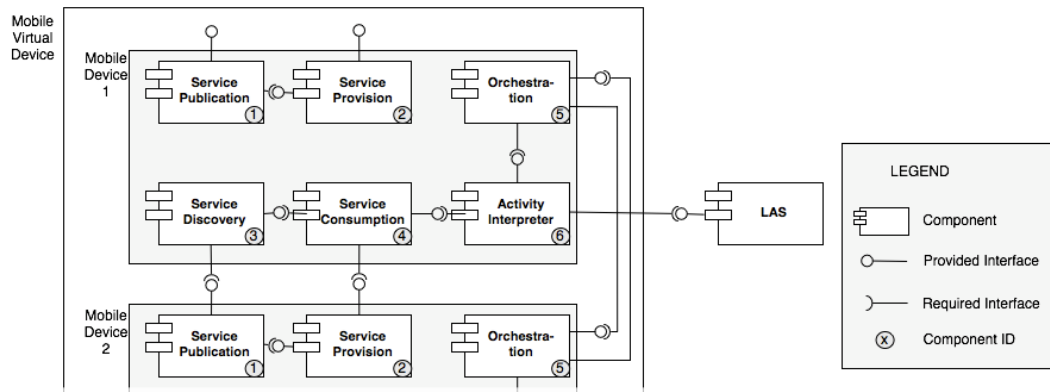 Mobile
Virtual
Device
Mobile
Device
1
Service
Publication
1
Service
Provision
2
Orchestra-
tion
5
Service
Discovery
3
Service
Consumption
4
Activity
Interpreter
6
LAS
Mobile
Device
2
Service
Publication
1
Service
Provision
2
Orchestra-
tion
5
LEGEND
Component
Provided Interface
Required Interface
x
Component ID